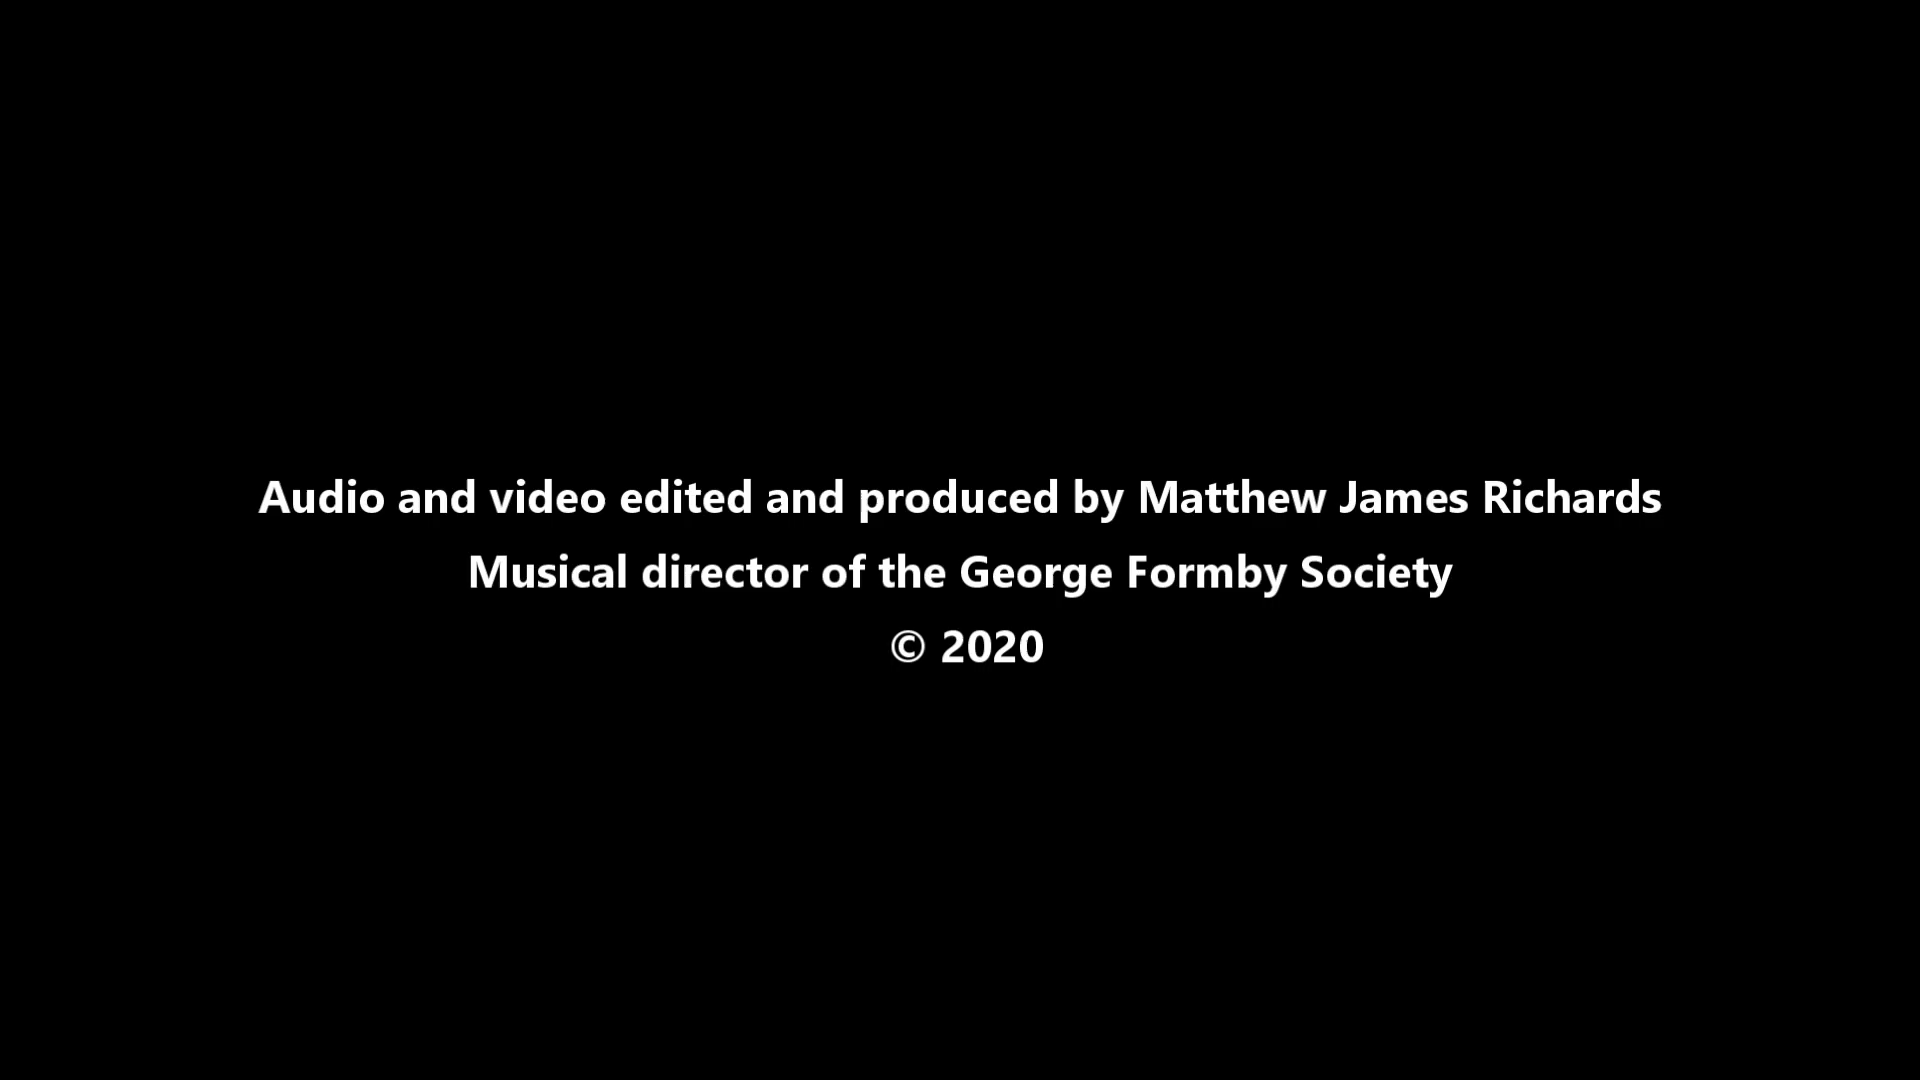 Audio and video edited and produced by Matthew James Richards
Musical director of the George Formby Society
© 2020